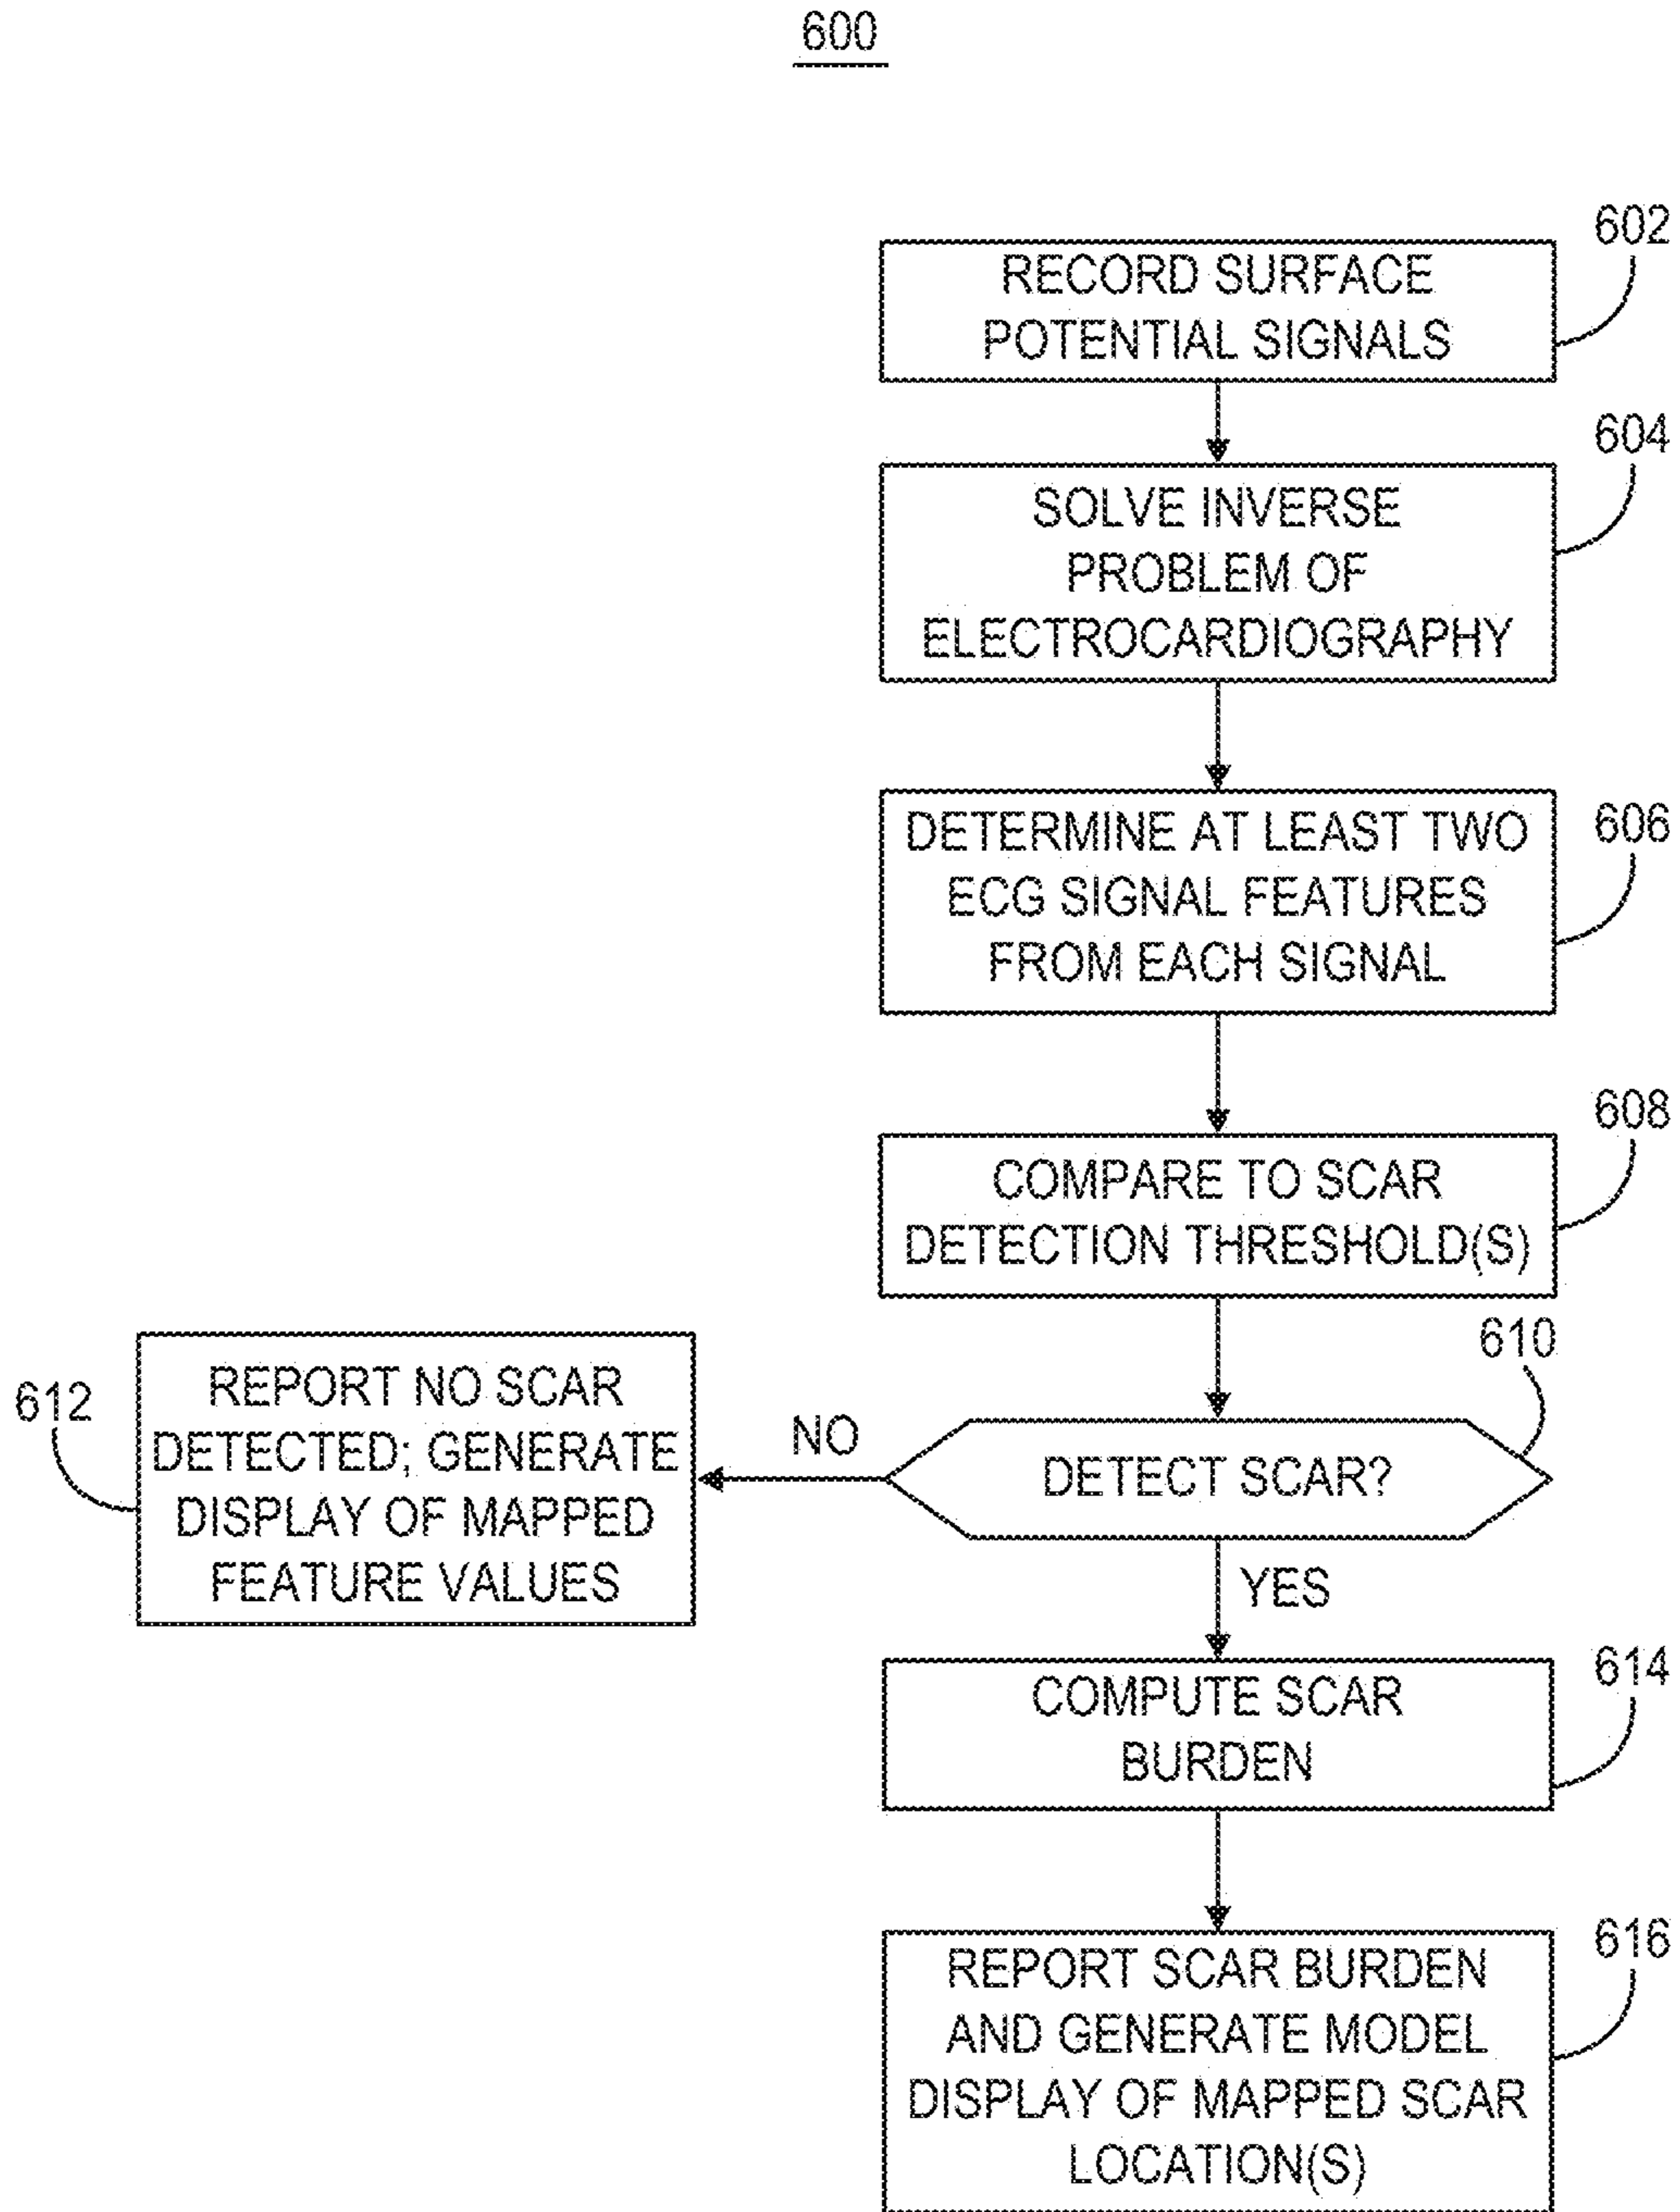 600
602
RECORD SURFACE
POTENTIAL SIGNALS
604
SOLVE INVERSE
PROBLEM OF
ELECTROCARDIOGRAPHY
606
DETERMINE AT LEAST TWO
ECG SIGNAL FEATURES
FROM EACH SIGNAL
608
COMPARE TO SCAR
DETECTION THRESHOLD(S)
610
DETECT SCAR?
NO
612
REPORT NO SCAR
DETECTED; GENERATE
DISPLAY OF MAPPED
FEATURE VALUES
YES
614
COMPUTE SCAR
BURDEN
616
REPORT SCAR BURDEN
AND GENERATE MODEL
DISPLAY OF MAPPED SCAR
LOCATION(S)